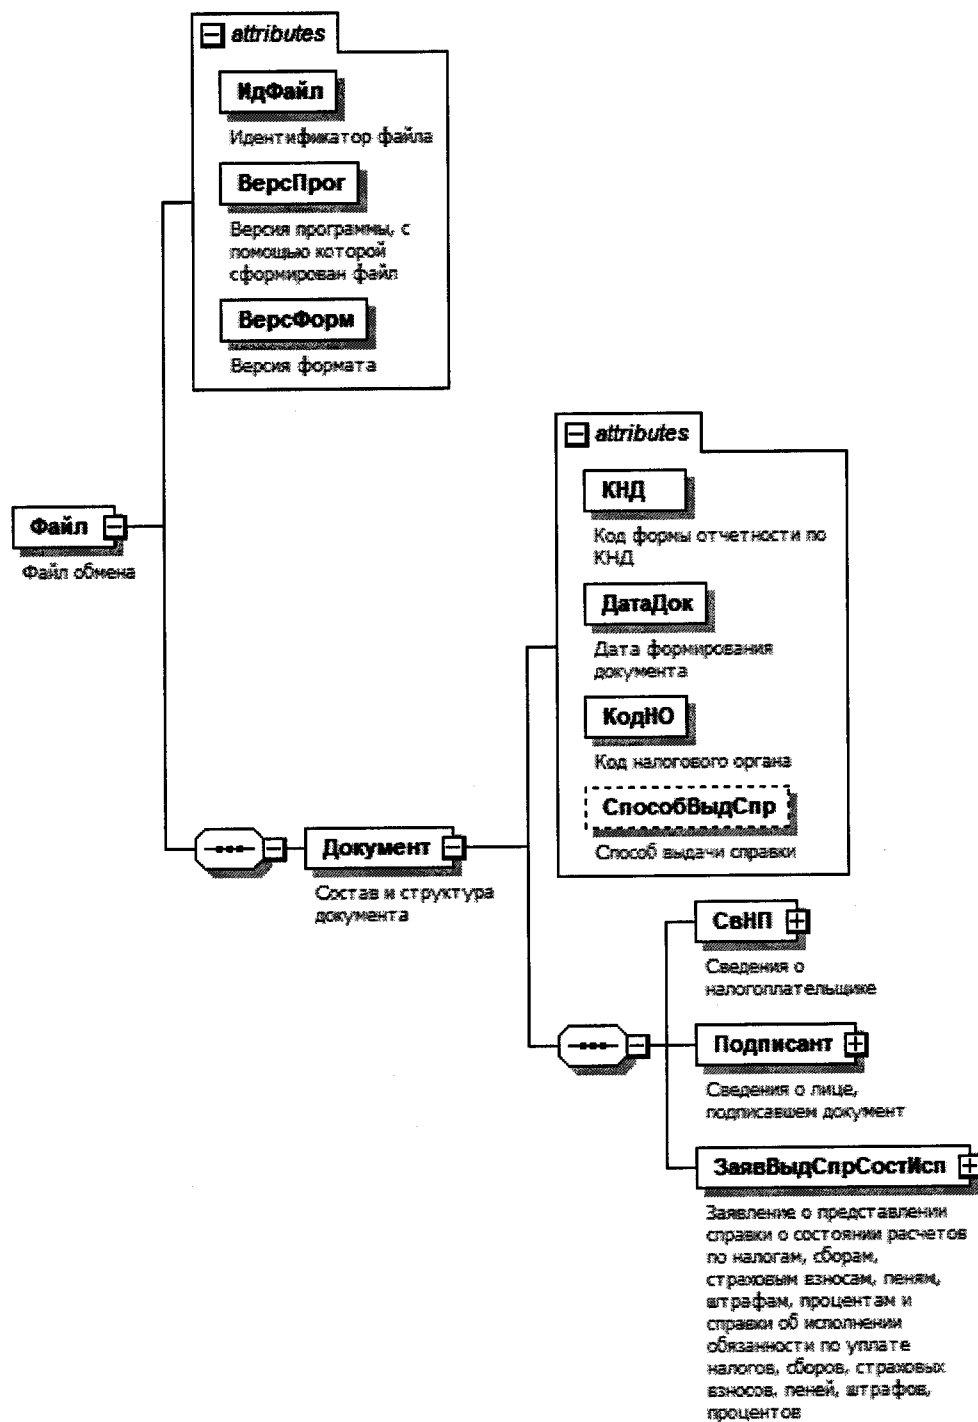 attributes
ИдФайл
Идентификатор файла
ВерсПрог
Версия программы, с
помощью которой
сформирован файл
ВерсФорм
Версия формата
Файл
Файл обмена
attributes
КНД
Код формы отчетности по
КНД
ДатаДок
Дата формирования
документа
КодНО
Код налогового органа
СпособВыдСпр
Способ выдачи справки
Документ
Состав и структура
документа
СвНП
Сведения о
налогоплательщике
Подписант
Сведения о лице,
подписавшем документ
ЗаявВыдСпрСостИсп
Заявление о представлении
справки о состоянии расчетов
по налогам, сборам,
страховым взносам, пеням,
штрафам, процентам и
справки об исполнении
обязанности по уплате
налогов, сборов, страховых
взносов, пеней, штрафов,
процентов